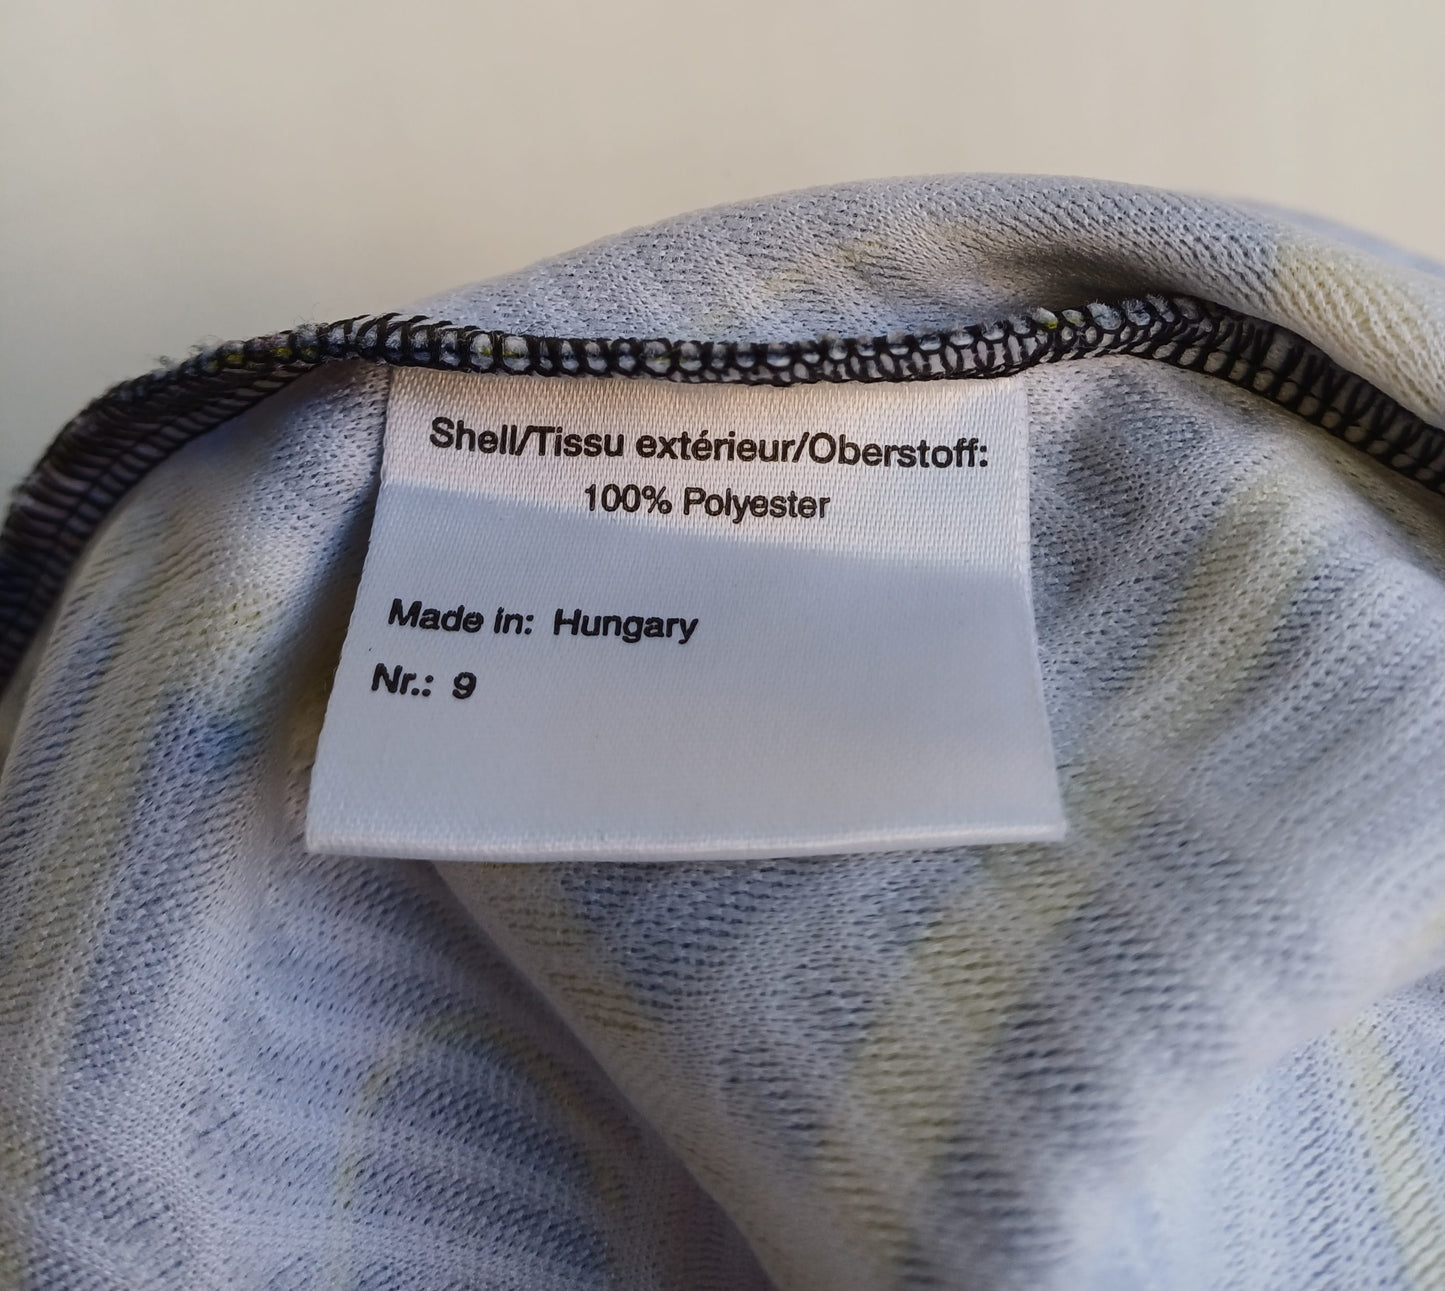 Shell/Tissu extérieur/Oberstoff:
100% Polyester
Made in: Hungary
Nr.: 9